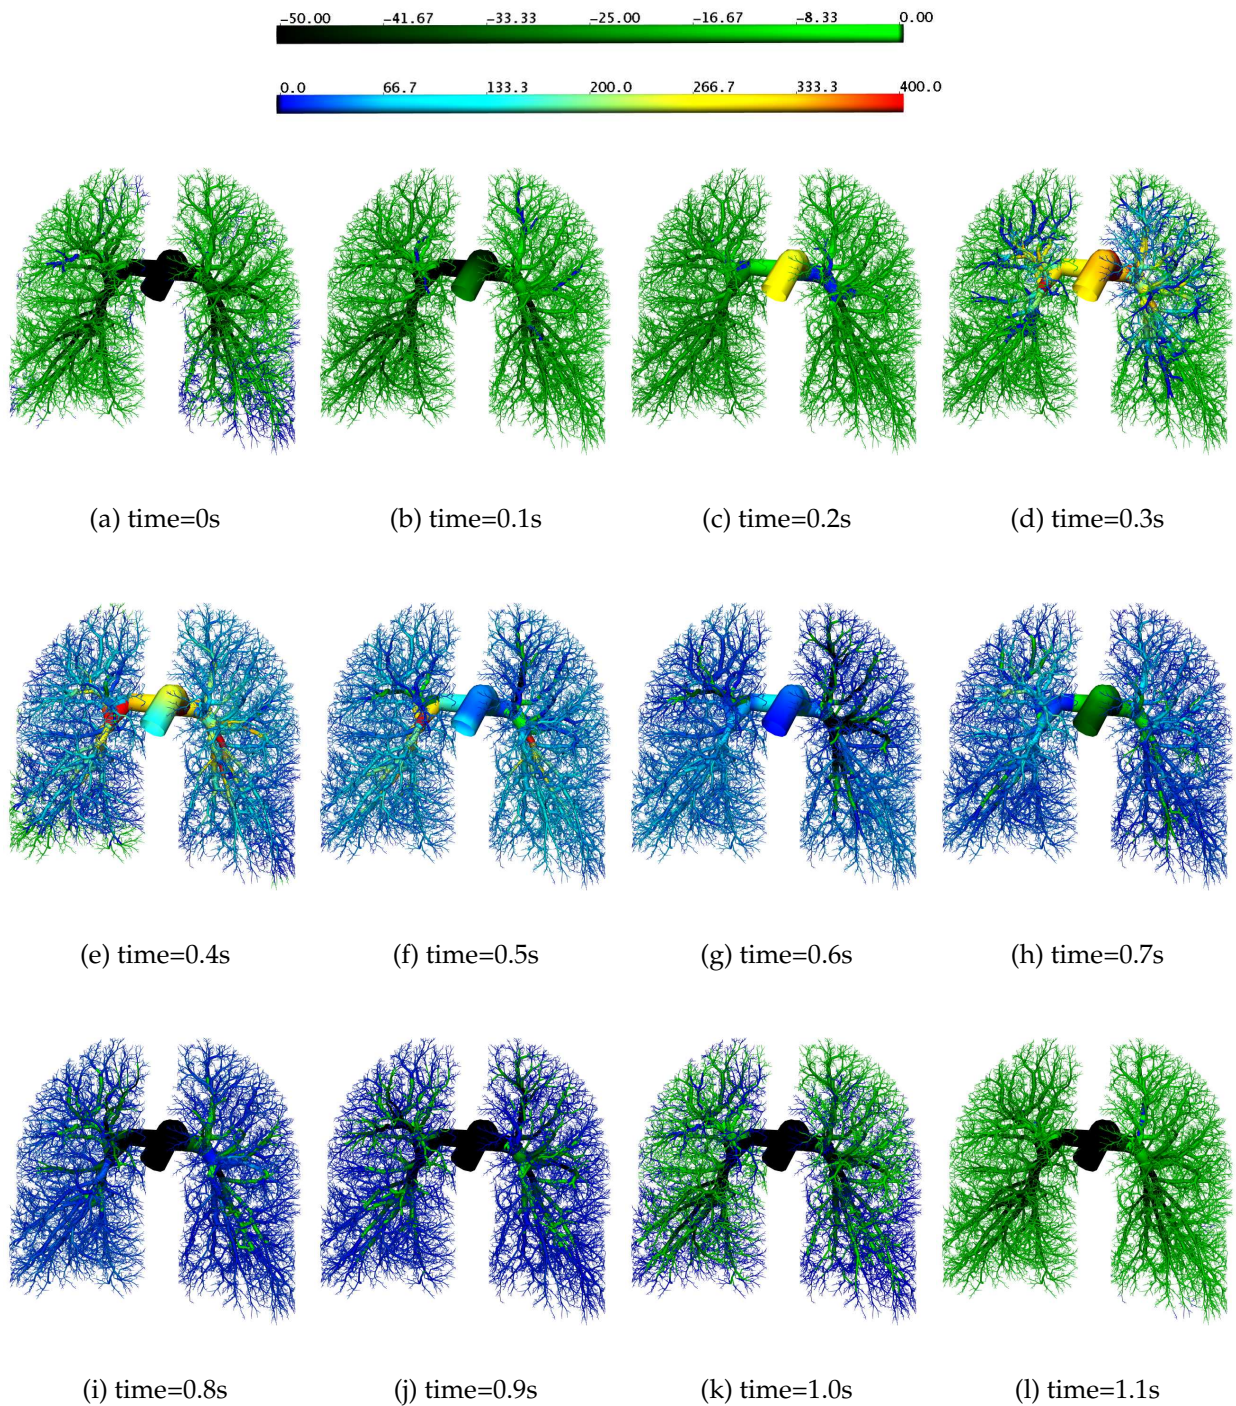 -50.00 -41.67 -33.33 -25.00 -16.67 -8.33 0.00
0.0 66.7 133.3 200.0 266.7 333.3 400.0
(a) time=0s (b) time=0.1s (c) time=0.2s (d) time=0.3s
(e) time=0.4s (f) time=0.5s (g) time=0.6s (h) time=0.7s
(i) time=0.8s (j) time=0.9s (k) time=1.0s (l) time=1.1s